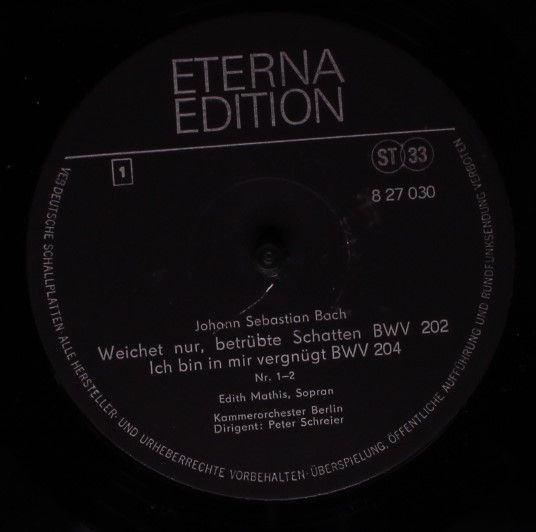 ETERNA
EDITION
1
ST 33
8 27 030
Johann Sebastian Bach
Weichet nur, betrübte Schatten BWV 202
Ich bin in mir vergnügt BWV 204
Nr. 1-2
Edith Mathis, Sopran
Kammerorchester Berlin
Dirigent: Peter Schreier
VEB DEUTSCHE SCHALLPLATTEN ALLE HERSTELLER- UND URHEBERRECHTE VORBEHALTEN · ÜBERSPIELUNG, ÖFFENTLICHE AUFFÜHRUNG UND RUNDFUNKSENDUNG VERBOTEN